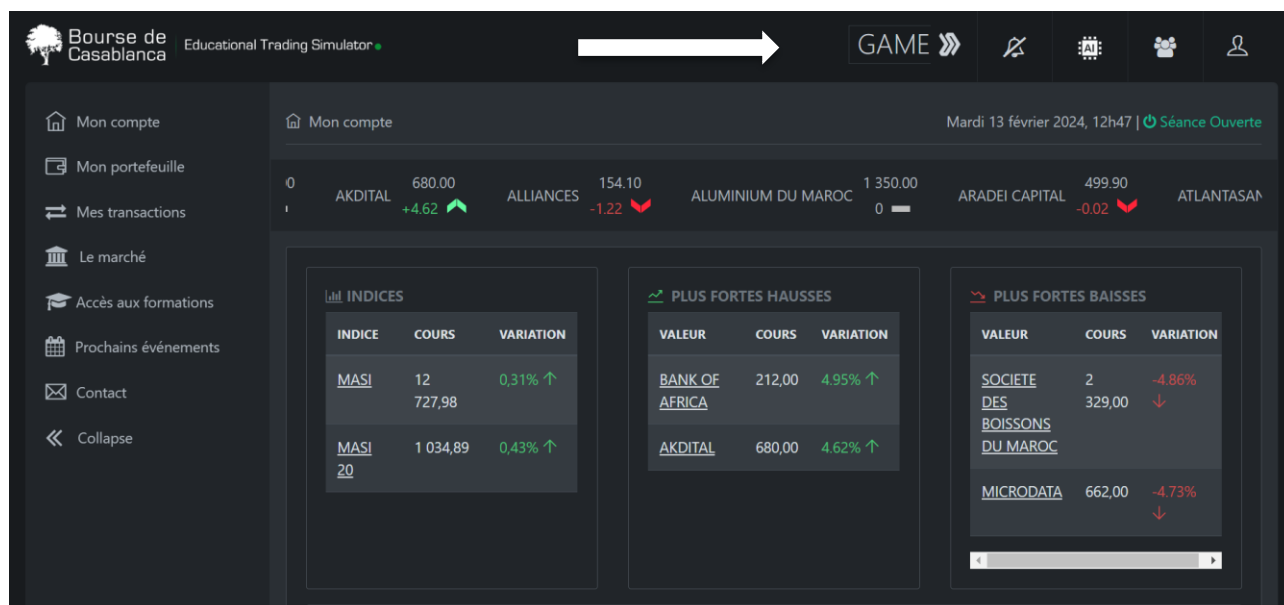 Bourse de
Casablanca
Educational Trading Simulator
GAME
AI
Mon compte
Mon portefeuille
Mes transactions
Le marché
Accès aux formations
Prochains événements
Contact
Collapse
Mon compte
Mardi 13 février 2024, 12h47 | Séance Ouverte
AKDITAL 680.00 +4.62
ALLIANCES 154.10 -1.22
ALUMINIUM DU MAROC 1 350.00 0
ARADEI CAPITAL 499.90 -0.02
ATLANTASAN
INDICES
INDICE COURS VARIATION
MASI 12 0,31%
727,98
MASI 1 034,89 0,43%
20
PLUS FORTES HAUSSES
VALEUR COURS VARIATION
BANK OF 212,00 4.95%
AFRICA
AKDITAL 680,00 4.62%
PLUS FORTES BAISSES
VALEUR COURS VARIATION
SOCIETE 2 -4.86%
DES 329,00
BOISSONS
DU MAROC
MICRODATA 662,00 -4.73%